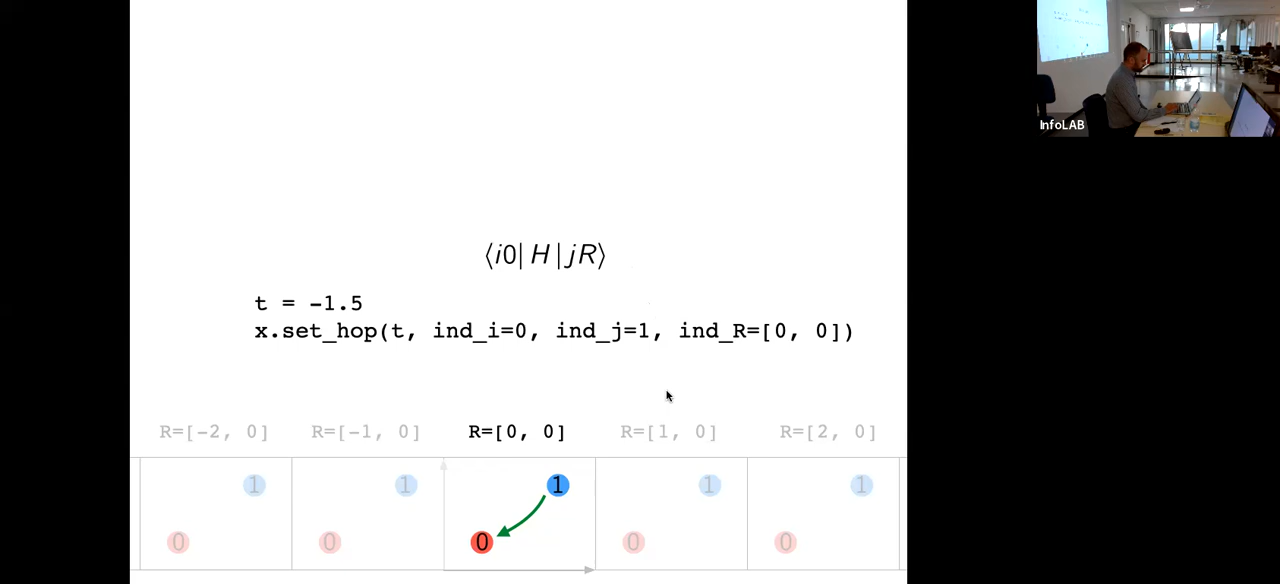 InfoLAB
⟨i0| H |jR⟩
t = -1.5
x.set_hop(t, ind_i=0, ind_j=1, ind_R=[0, 0])
R=[-2, 0] R=[-1, 0] R=[0, 0] R=[1, 0] R=[2, 0]
1 1 1 1 1
0 0 0 0 0